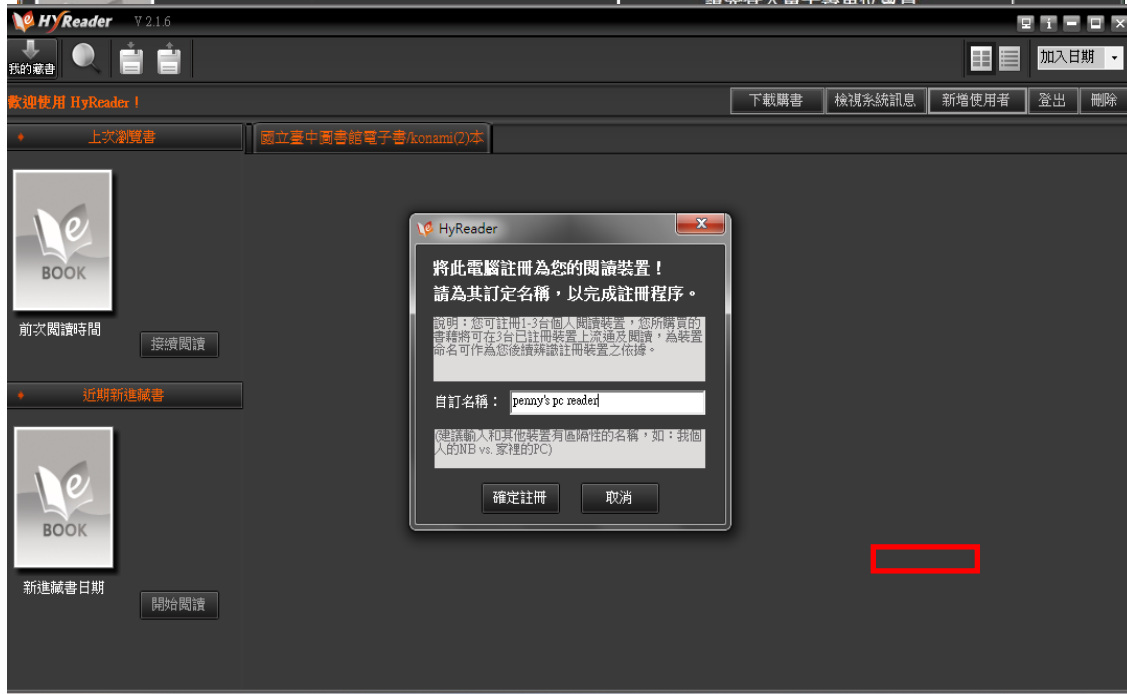 HyReader V 2.1.6
我的藏書
加入日期
歡迎使用 HyReader！
下載購書 檢視系統訊息 新增使用者 登出 刪除
上次瀏覽書
國立臺中圖書館電子書/konami(2)本
e
BOOK
前次閱讀時間
接續閱讀
近期新進藏書
e
BOOK
新進藏書日期
開始閱讀
HyReader
將此電腦註冊為您的閱讀裝置！
請為其訂定名稱，以完成註冊程序。
說明：您可註冊1-3台個人閱讀裝置，您所購買的
書籍將可在3台已註冊裝置上流通及閱讀，為裝置
命名可作為您後續辨識註冊裝置之依據。
自訂名稱： penny's pc reader
(建議輸入和其他裝置有區隔性的名稱，如：我個
人的NB vs. 家裡的PC)
確定註冊 取消